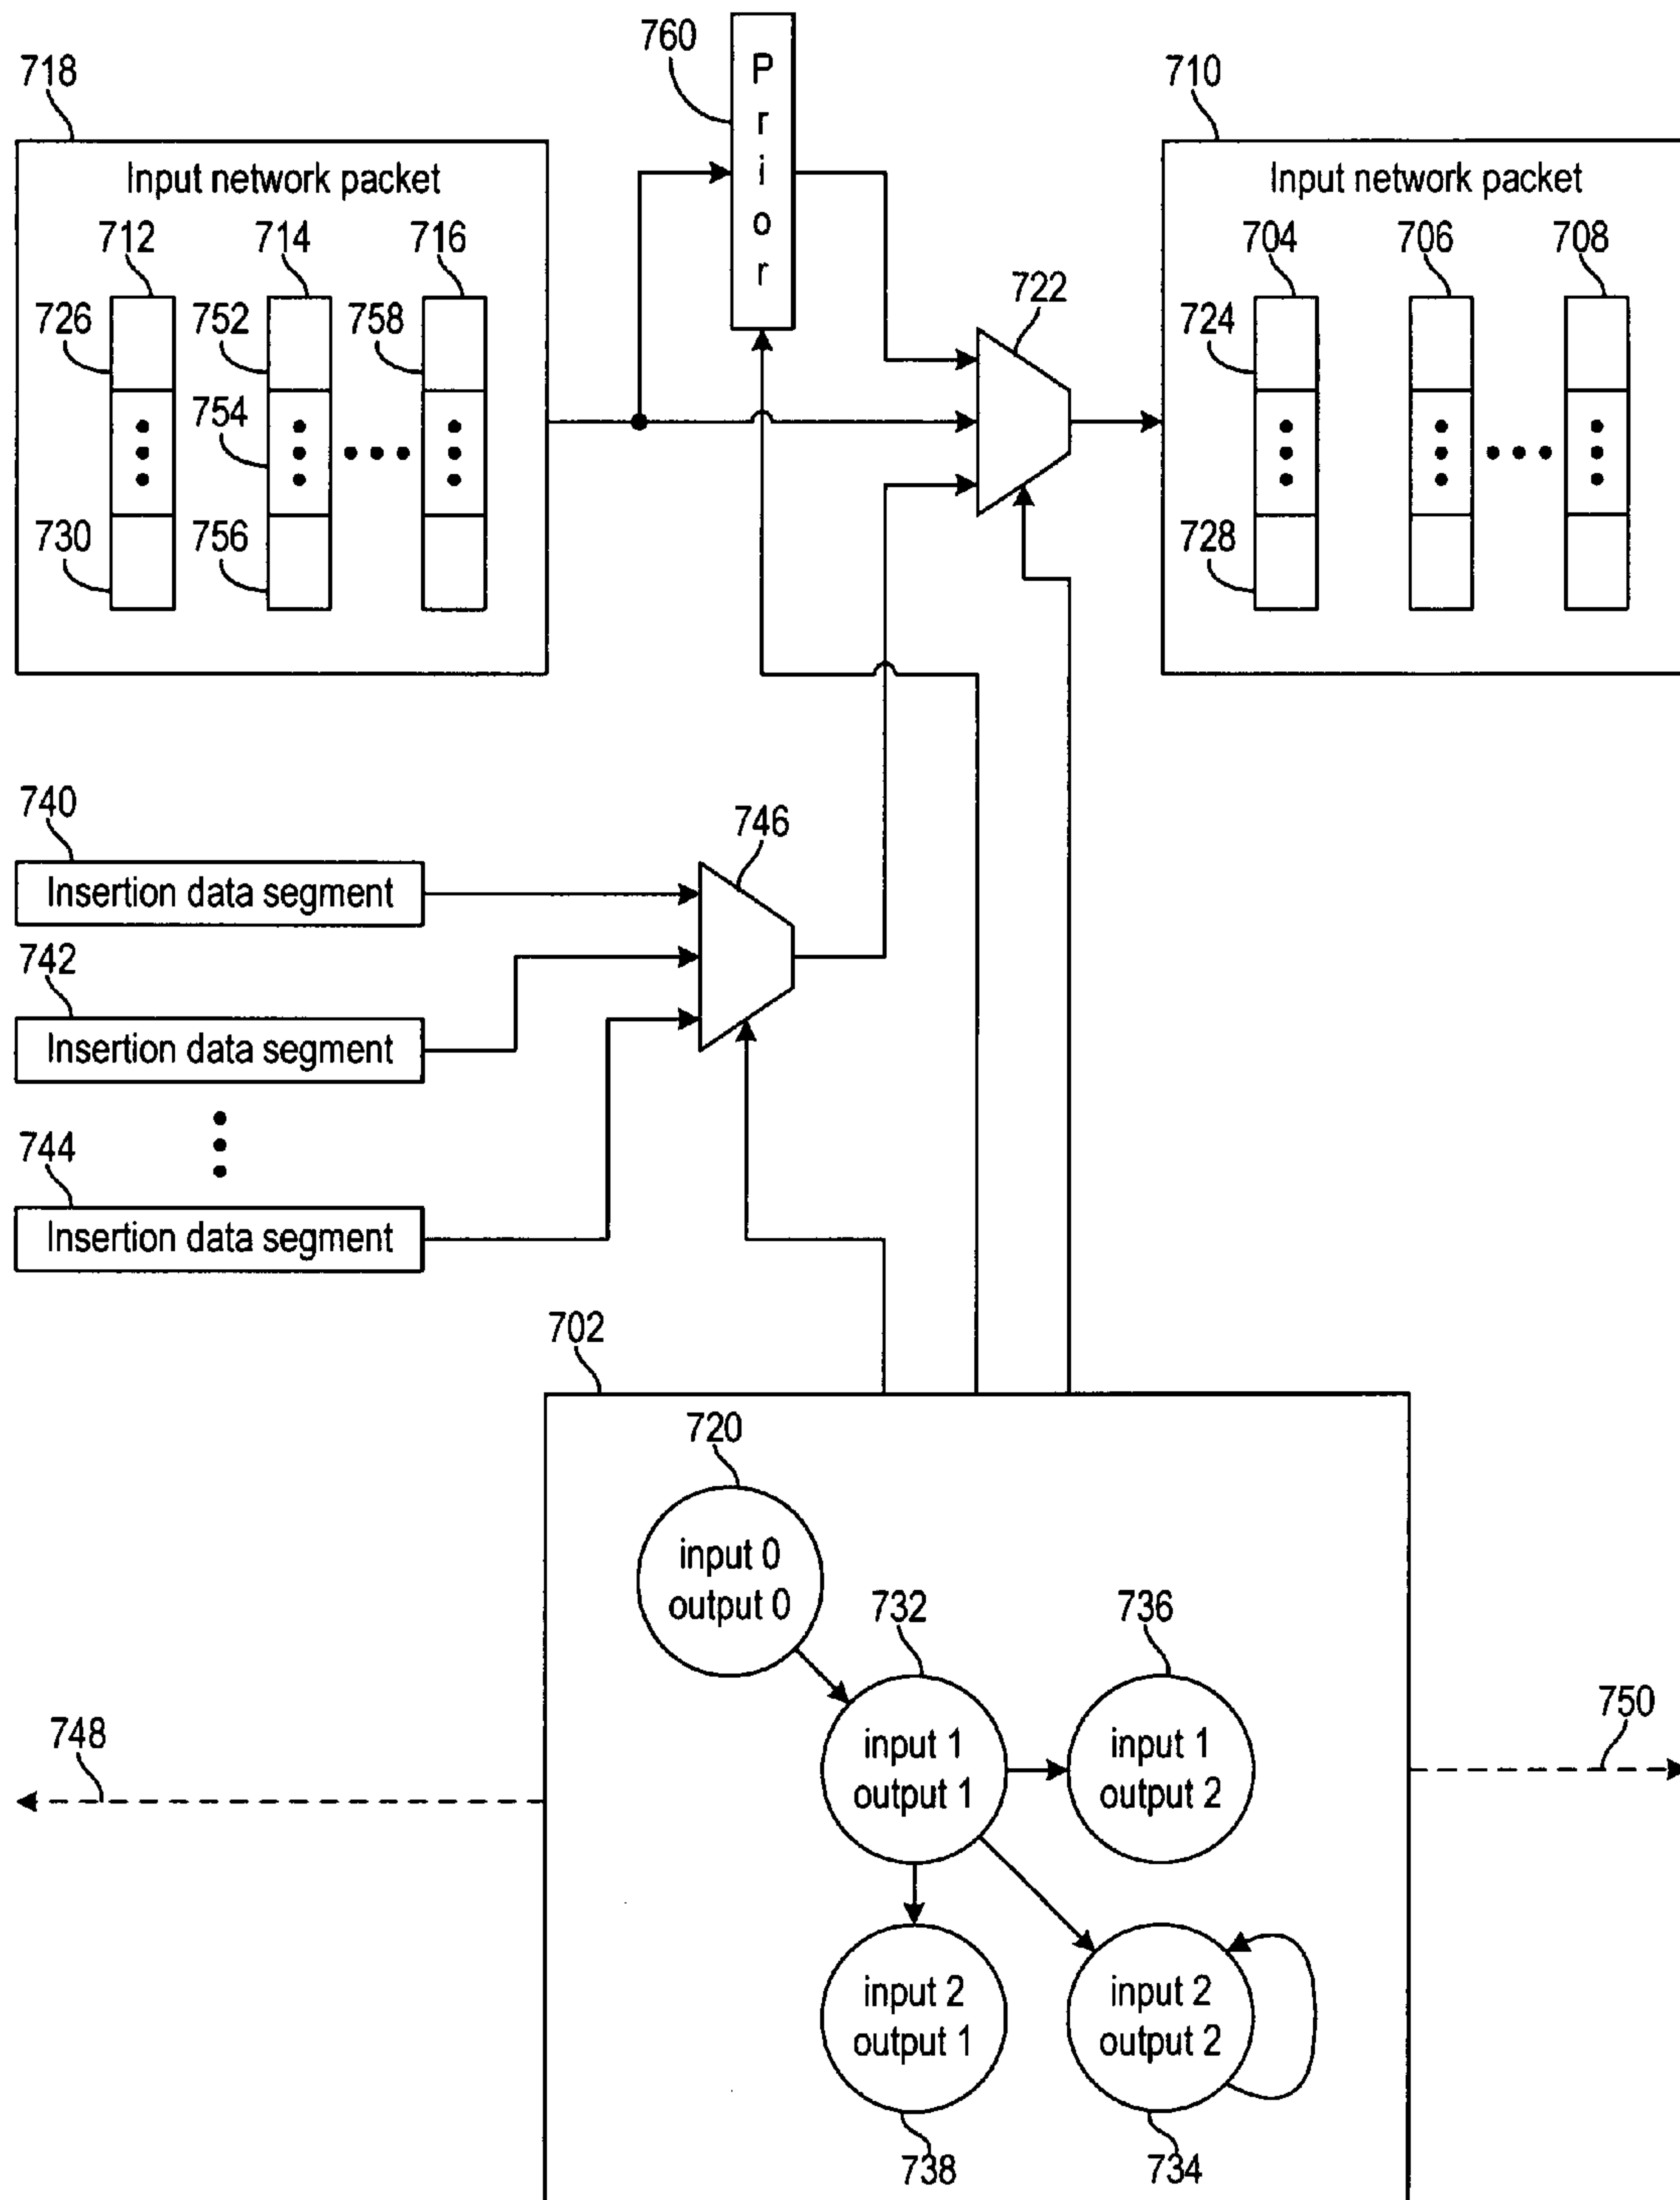 718
760
P
r
i
o
r
710
Input network packet
712
714
716
726
752
758
754
730
756
722
Input network packet
704
706
708
724
728
740
Insertion data segment
746
742
Insertion data segment
744
Insertion data segment
702
720
input 0
output 0
732
input 1
output 1
736
input 1
output 2
748
750
input 2
output 1
738
input 2
output 2
734